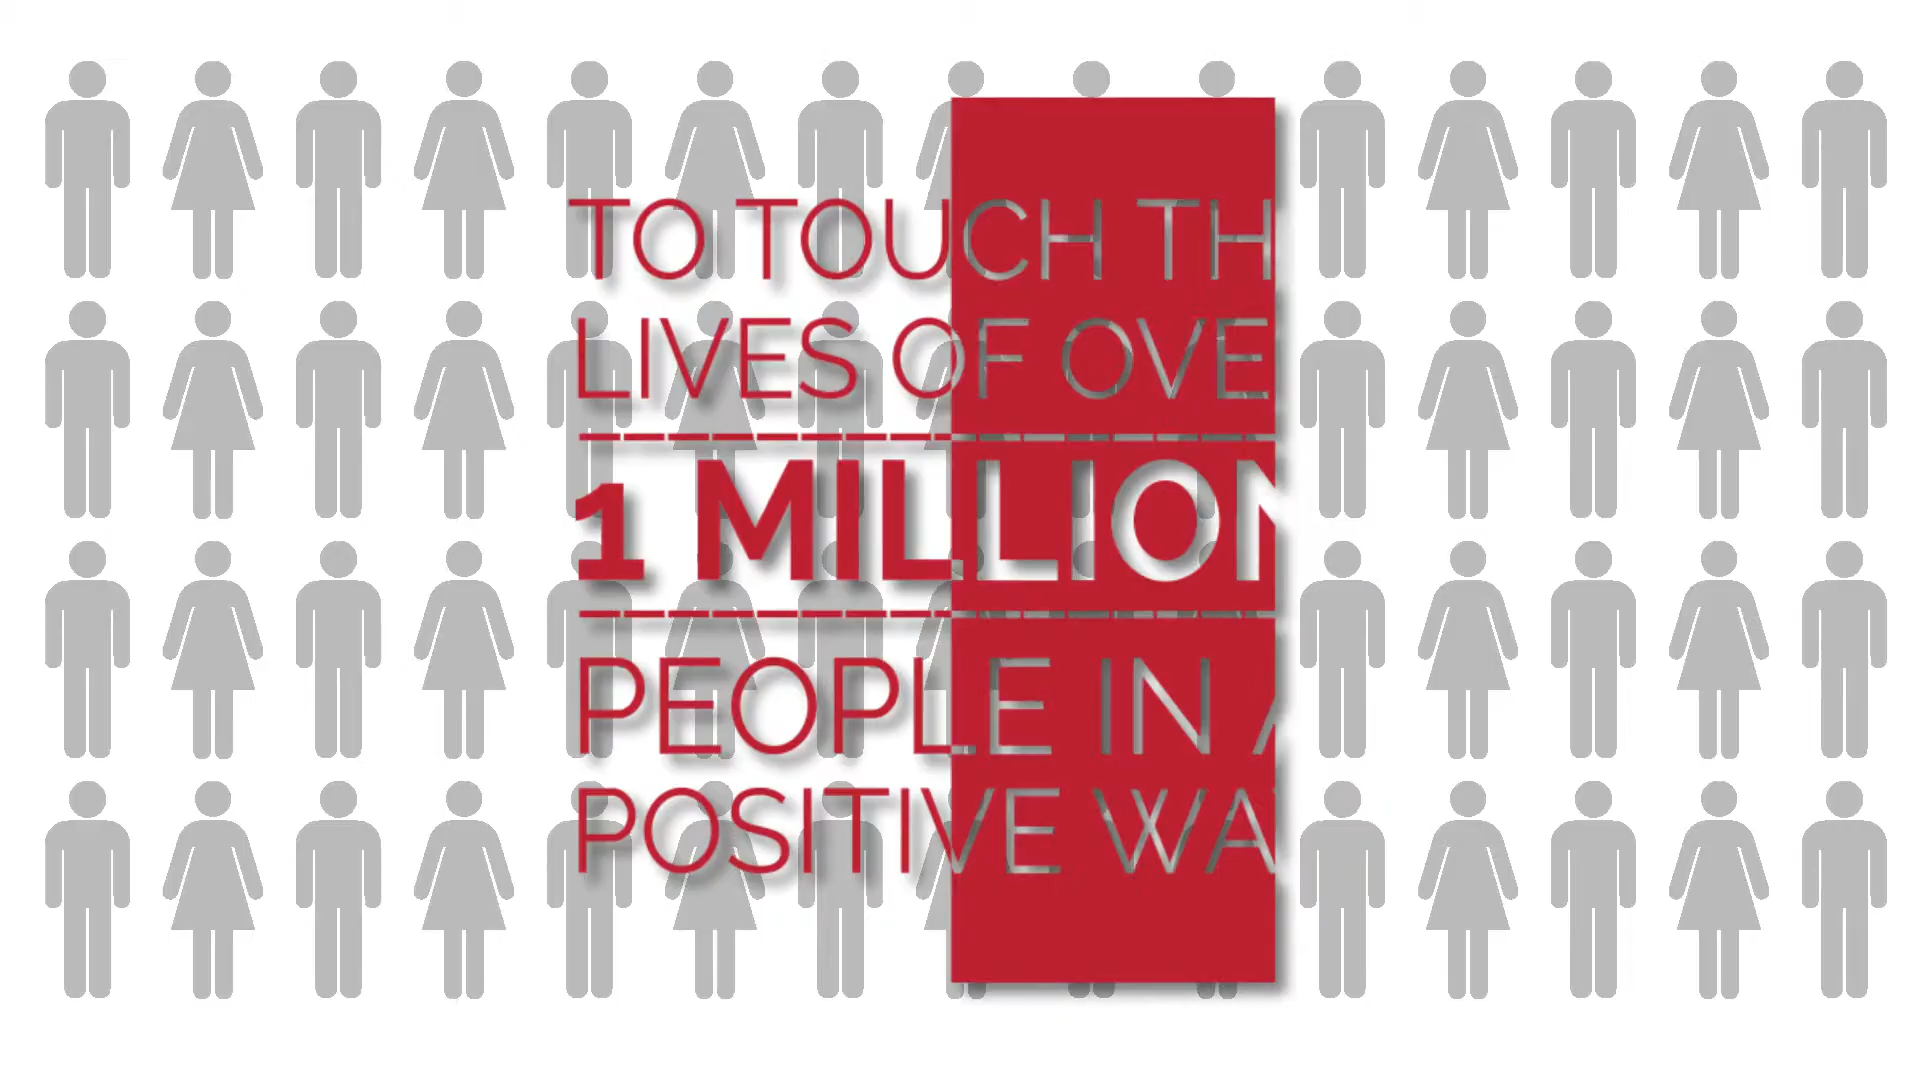 TO TOUCH TH
LIVES OF OVE
1 MILLION
PEOPLE IN A
POSITIVE WA